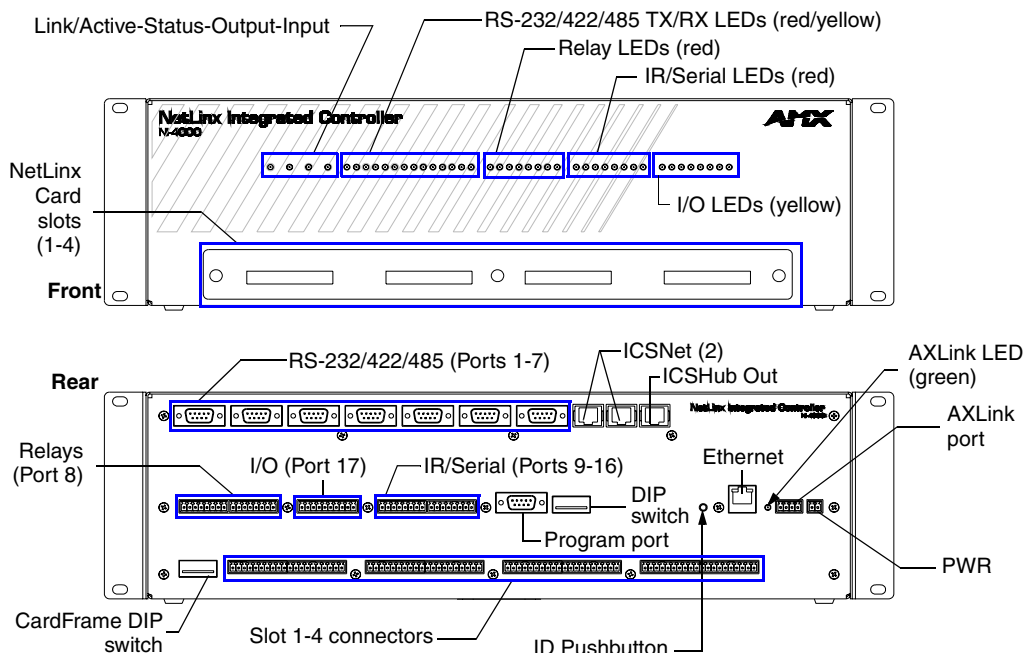 Link/Active-Status-Output-Input
RS-232/422/485 TX/RX LEDs (red/yellow)
Relay LEDs (red)
IR/Serial LEDs (red)
NetLinx Integrated Controller
NI-4000
AMX
NetLinx
Card
slots
(1-4)
I/O LEDs (yellow)
Front
Rear
RS-232/422/485 (Ports 1-7)
ICSNet (2)
ICSHub Out
AXLink LED
(green)
NetLinx Integrated Controller
NI-4000
AXLink
port
Relays
(Port 8)
I/O (Port 17)
IR/Serial (Ports 9-16)
Ethernet
DIP
switch
Program port
PWR
CardFrame DIP
switch
Slot 1-4 connectors
ID Pushbutton